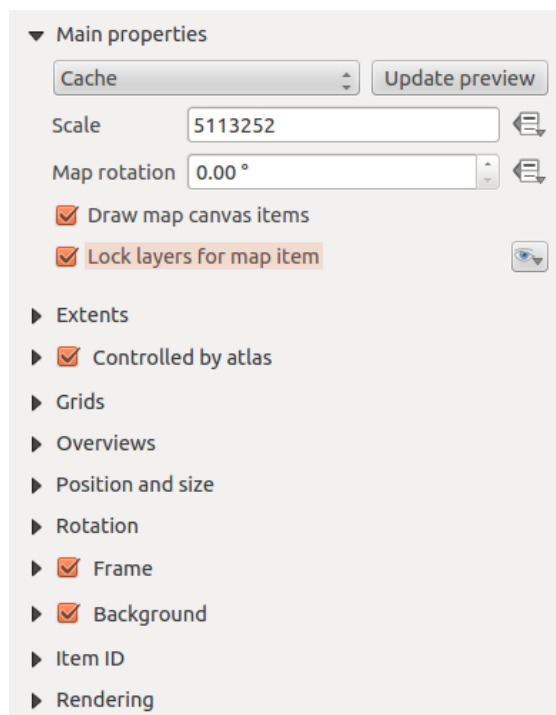 Main properties
Cache Update preview
Scale 5113252
Map rotation 0.00 °
Draw map canvas items
Lock layers for map item
Extents
Controlled by atlas
Grids
Overviews
Position and size
Rotation
Frame
Background
Item ID
Rendering